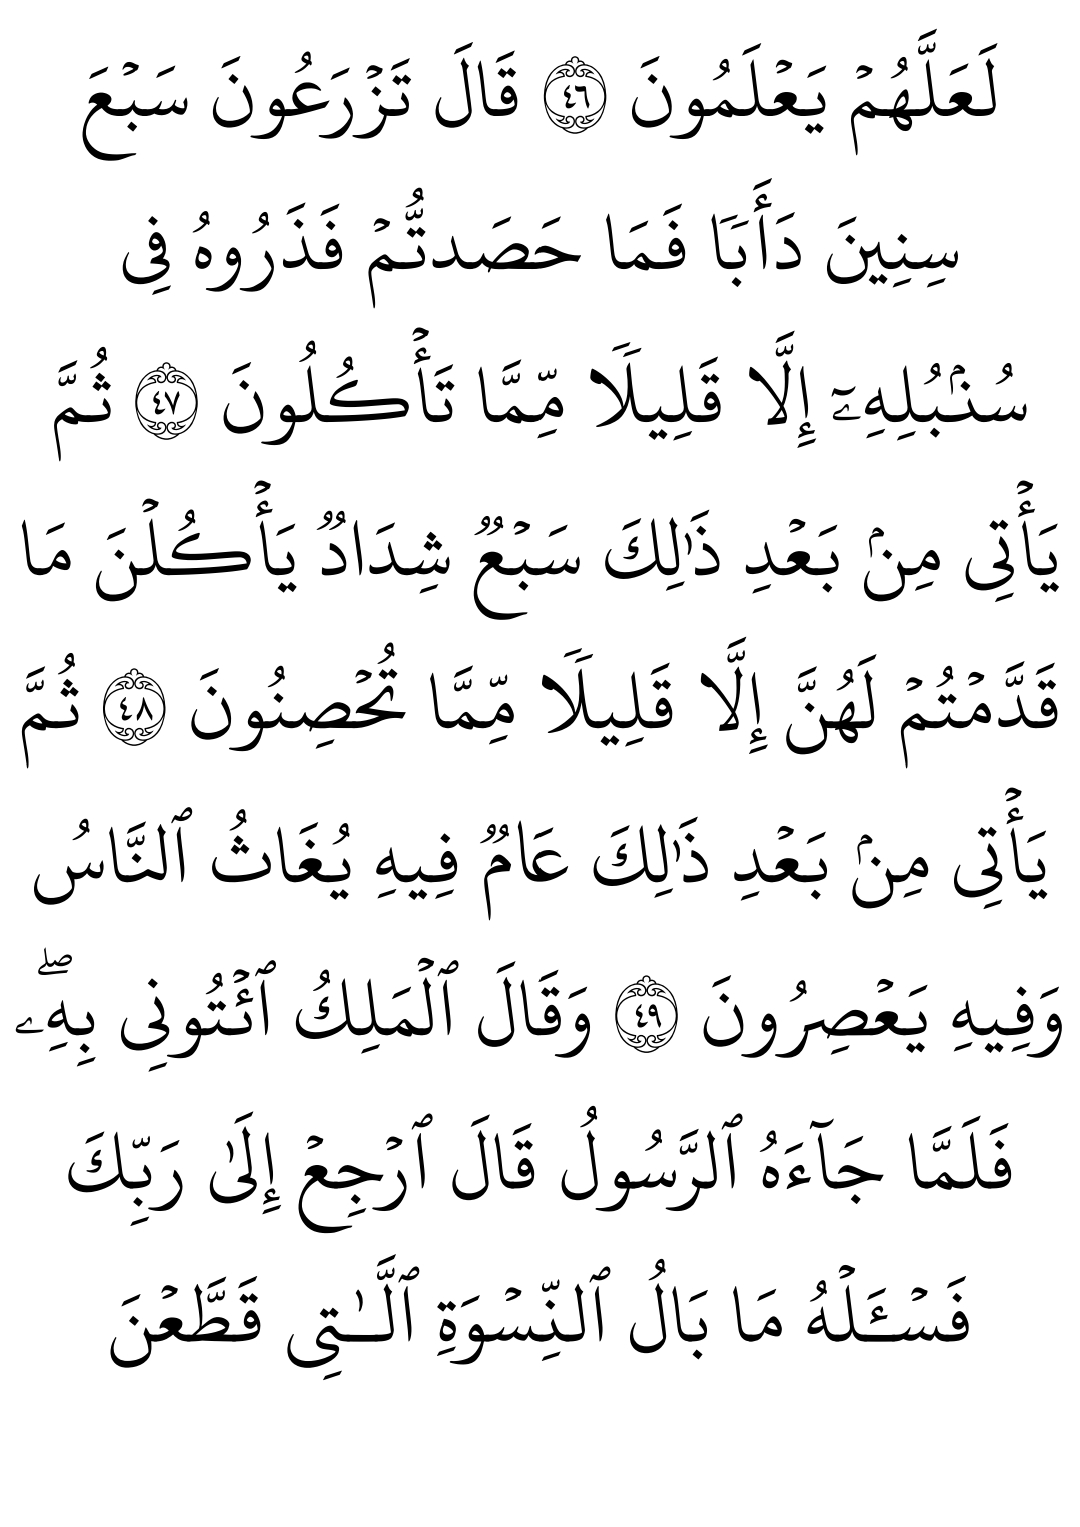 لَعَلَّهُمۡ يَعۡلَمُونَ ٤٦ قَالَ تَزۡرَعُونَ سَبۡعَ
سِنِينَ دَأَبٗا فَمَا حَصَدتُّمۡ فَذَرُوهُ فِي
سُنۢبُلِهِۦٓ إِلَّا قَلِيلٗا مِّمَّا تَأۡكُلُونَ ٤٧ ثُمَّ
يَأۡتِي مِنۢ بَعۡدِ ذَٰلِكَ سَبۡعٞ شِدَادٞ يَأۡكُلۡنَ مَا
قَدَّمۡتُمۡ لَهُنَّ إِلَّا قَلِيلٗا مِّمَّا تُحۡصِنُونَ ٤٨ ثُمَّ
يَأۡتِي مِنۢ بَعۡدِ ذَٰلِكَ عَامٞ فِيهِ يُغَاثُ ٱلنَّاسُ
وَفِيهِ يَعۡصِرُونَ ٤٩ وَقَالَ ٱلۡمَلِكُ ٱئۡتُونِي بِهِۦۖ
فَلَمَّا جَآءَهُ ٱلرَّسُولُ قَالَ ٱرۡجِعۡ إِلَىٰ رَبِّكَ
فَسۡـَٔلۡهُ مَا بَالُ ٱلنِّسۡوَةِ ٱلَّـٰتِي قَطَّعۡنَ